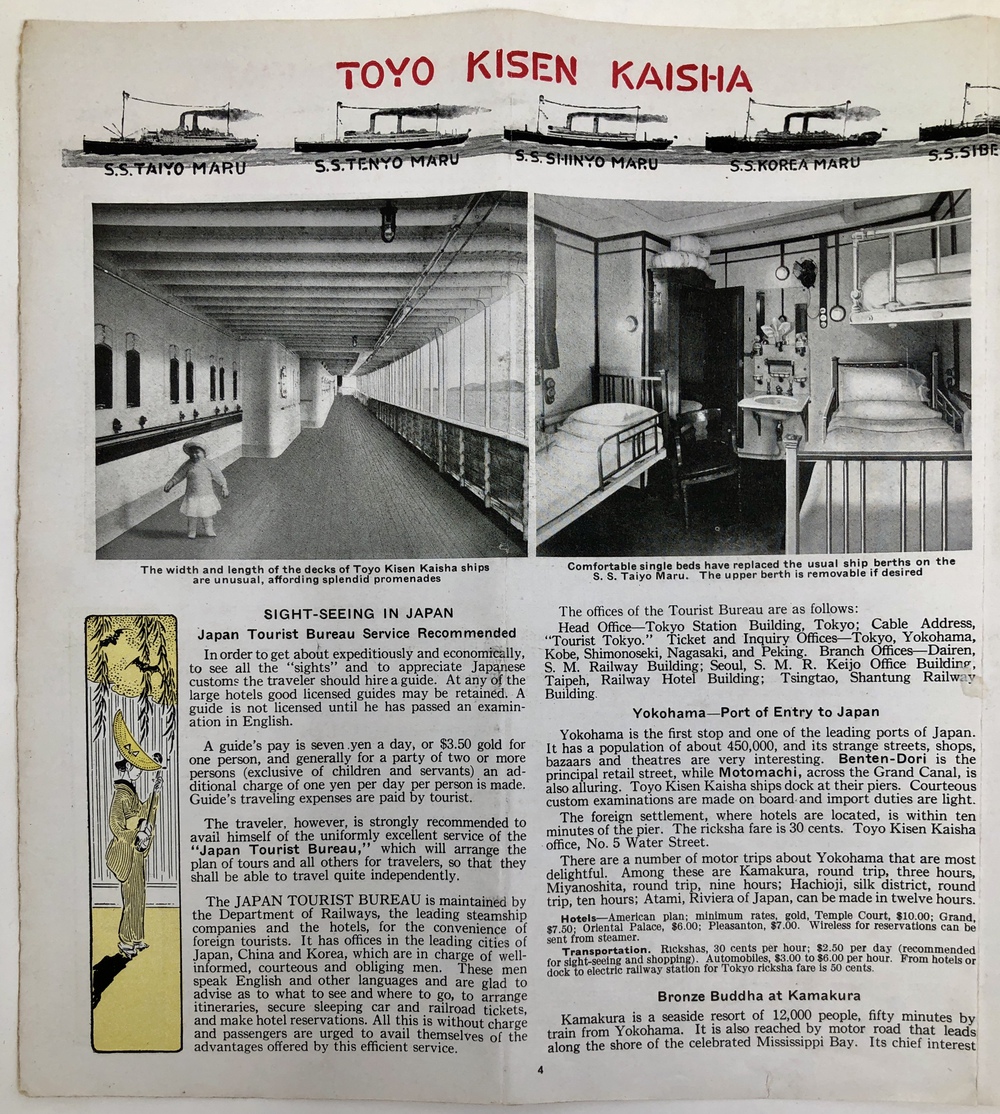 TOYO KISEN KAISHA
S.S.TAIYO MARU
S.S.TENYO MARU
S.S.SHINYO MARU
S.S.KOREA MARU
S.S.SIBE
The width and length of the decks of Toyo Kisen Kaisha ships
are unusual, affording splendid promenades
Comfortable single beds have replaced the usual ship berths on the
S. S. Taiyo Maru. The upper berth is removable if desired
SIGHT-SEEING IN JAPAN
Japan Tourist Bureau Service Recommended
In order to get about expeditiously and economically,
to see all the "sights" and to appreciate Japanese
customs the traveler should hire a guide. At any of the
large hotels good licensed guides may be retained. A
guide is not licensed until he has passed an examin-
ation in English.
A guide's pay is seven yen a day, or $3.50 gold for
one person, and generally for a party of two or more
persons (exclusive of children and servants) an ad-
ditional charge of one yen per day per person is made.
Guide's traveling expenses are paid by tourist.
The traveler, however, is strongly recommended to
avail himself of the uniformly excellent service of the
"Japan Tourist Bureau," which will arrange the
plan of tours and all others for travelers, so that they
shall be able to travel quite independently.
The JAPAN TOURIST BUREAU is maintained by
the Department of Railways, the leading steamship
companies and the hotels, for the convenience of
foreign tourists. It has offices in the leading cities of
Japan, China and Korea, which are in charge of well-
informed, courteous and obliging men. These men
speak English and other languages and are glad to
advise as to what to see and where to go, to arrange
itineraries, secure sleeping car and railroad tickets,
and make hotel reservations. All this is without charge
and passengers are urged to avail themselves of the
advantages offered by this efficient service.
The offices of the Tourist Bureau are as follows:
Head Office—Tokyo Station Building, Tokyo; Cable Address,
"Tourist Tokyo." Ticket and Inquiry Offices—Tokyo, Yokohama,
Kobe, Shimonoseki, Nagasaki, and Peking. Branch Offices—Dairen,
S. M. Railway Building; Seoul, S. M. R. Keijo Office Building,
Taipeh, Railway Hotel Building; Tsingtao, Shantung Railway
Building.
Yokohama—Port of Entry to Japan
Yokohama is the first stop and one of the leading ports of Japan.
It has a population of about 450,000, and its strange streets, shops,
bazaars and theatres are very interesting. Benten-Dori is the
principal retail street, while Motomachi, across the Grand Canal, is
also alluring. Toyo Kisen Kaisha ships dock at their piers. Courteous
custom examinations are made on board and import duties are light.
The foreign settlement, where hotels are located, is within ten
minutes of the pier. The ricksha fare is 30 cents. Toyo Kisen Kaisha
office, No. 5 Water Street.
There are a number of motor trips about Yokohama that are most
delightful. Among these are Kamakura, round trip, three hours,
Miyanoshita, round trip, nine hours; Hachioji, silk district, round
trip, ten hours; Atami, Riviera of Japan, can be made in twelve hours.
Hotels—American plan; minimum rates, gold, Temple Court, $10.00; Grand,
$7.50; Oriental Palace, $6.00; Pleasanton, $7.00. Wireless for reservations can be
sent from steamer.
Transportation. Rickshas, 30 cents per hour; $2.50 per day (recommended
for sight-seeing and shopping). Automobiles, $3.00 to $6.00 per hour. From hotels or
dock to electric railway station for Tokyo ricksha fare is 50 cents.
Bronze Buddha at Kamakura
Kamakura is a seaside resort of 12,000 people, fifty minutes by
train from Yokohama. It is also reached by motor road that leads
along the shore of the celebrated Mississippi Bay. Its chief interest
4